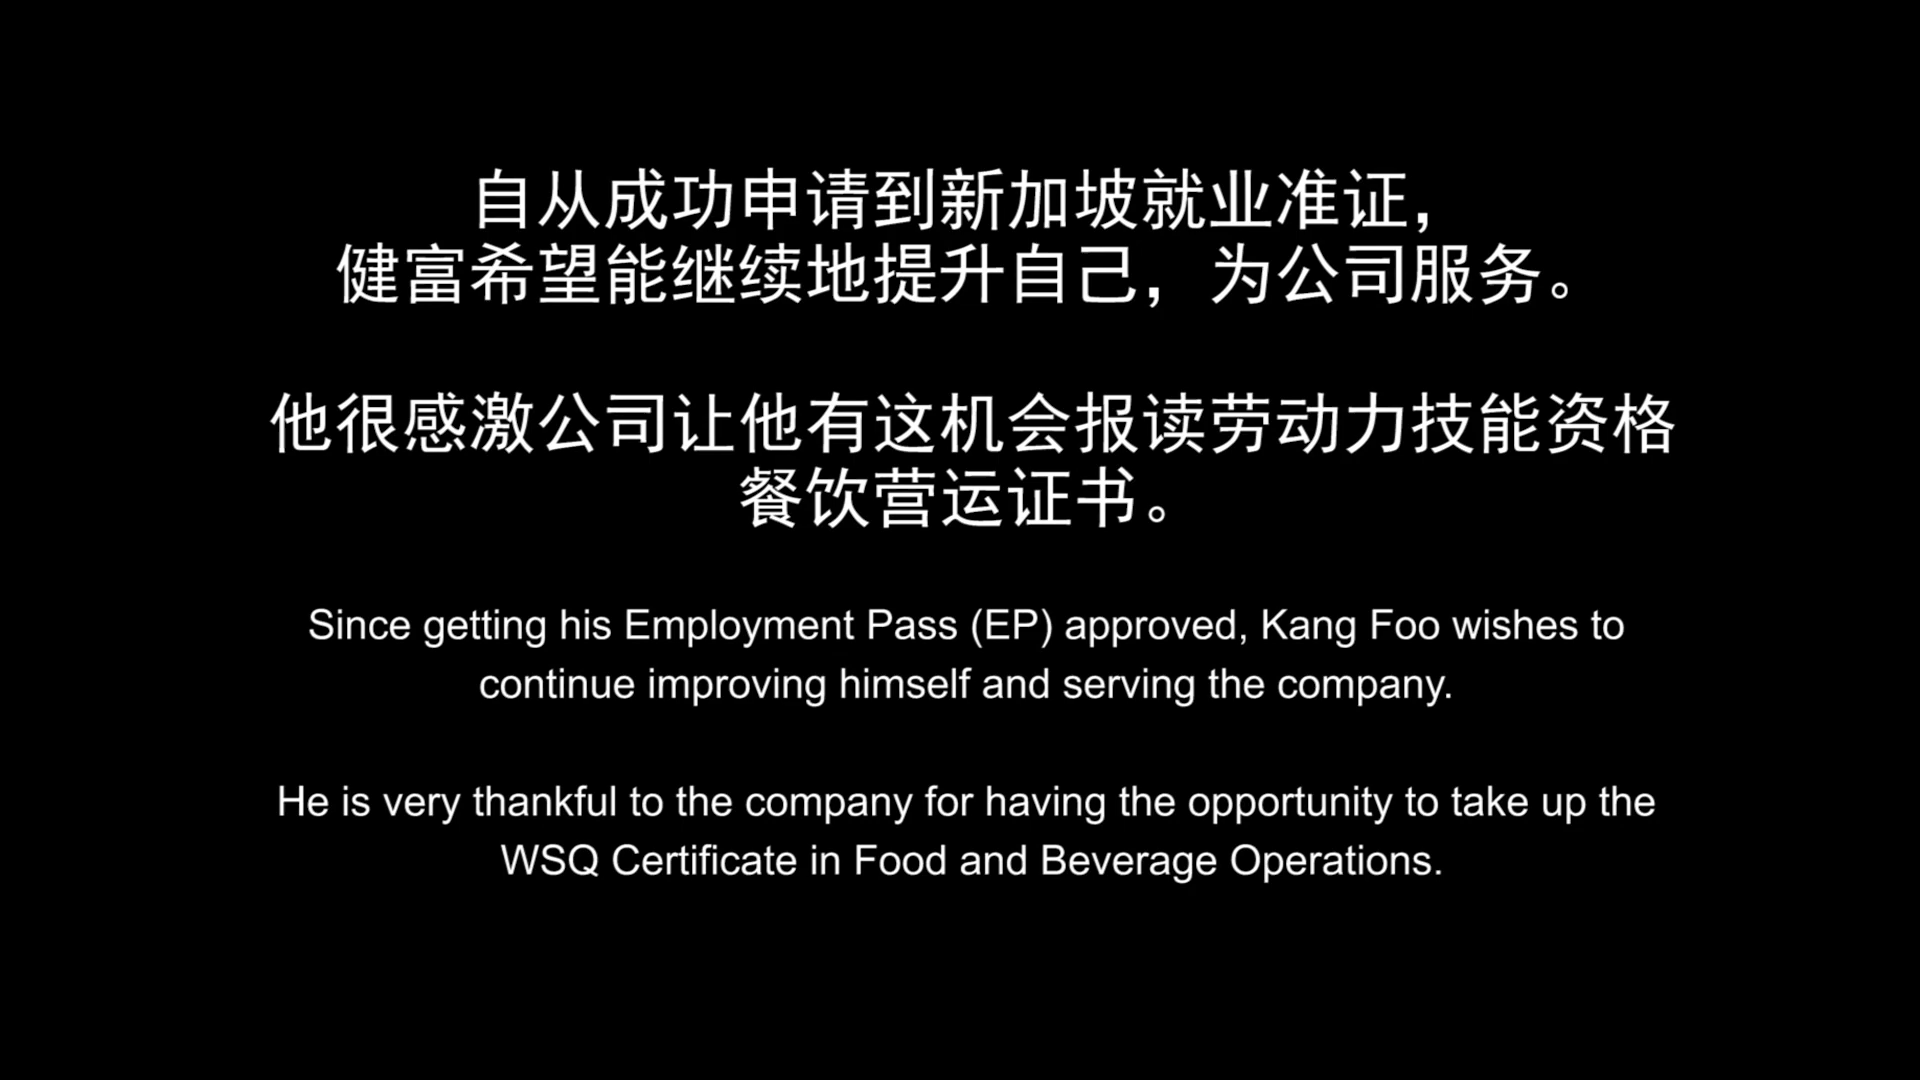 自从成功申请到新加坡就业准证，
健富希望能继续地提升自己，为公司服务。
他很感激公司让他有这机会报读劳动力技能资格
餐饮营运证书。
Since getting his Employment Pass (EP) approved, Kang Foo wishes to
continue improving himself and serving the company.
He is very thankful to the company for having the opportunity to take up the
WSQ Certificate in Food and Beverage Operations.